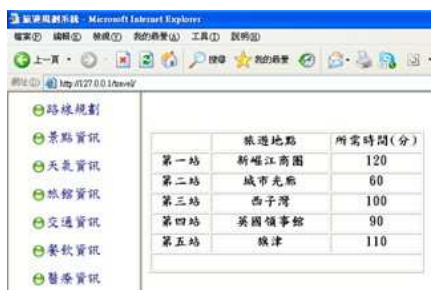 旅遊規劃系統 - Microsoft Internet Explorer
檔案(F) 編輯(E) 檢視(V) 我的最愛(A) 工具(T) 說明(H)
上一頁 搜尋 我的最愛
網址(D) http://127.0.0.1/travel/
路線規劃
景點資訊
天氣資訊
旅館資訊
交通資訊
餐飲資訊
醫療資訊
旅遊地點 所需時間(分)
第一站 新崛江商圈 120
第二站 城市光廊 60
第三站 西子灣 100
第四站 英國領事館 90
第五站 旗津 110